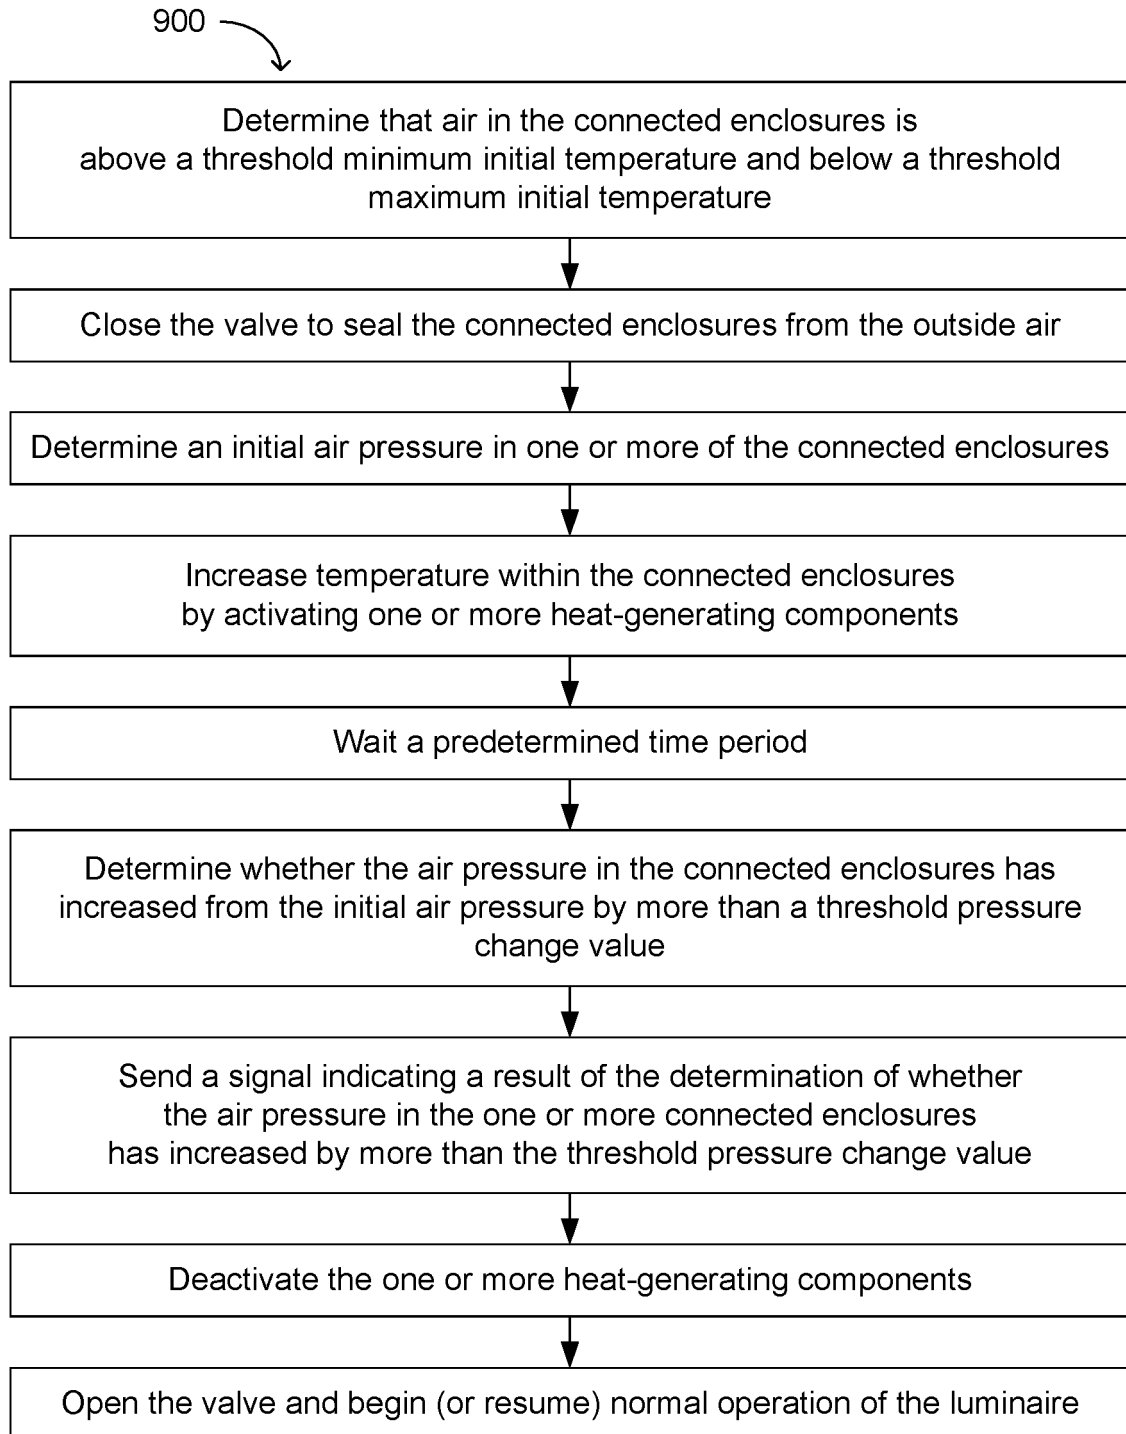 900
Determine that air in the connected enclosures is
above a threshold minimum initial temperature and below a threshold
maximum initial temperature
Close the valve to seal the connected enclosures from the outside air
Determine an initial air pressure in one or more of the connected enclosures
Increase temperature within the connected enclosures
by activating one or more heat-generating components
Wait a predetermined time period
Determine whether the air pressure in the connected enclosures has
increased from the initial air pressure by more than a threshold pressure
change value
Send a signal indicating a result of the determination of whether
the air pressure in the one or more connected enclosures
has increased by more than the threshold pressure change value
Deactivate the one or more heat-generating components
Open the valve and begin (or resume) normal operation of the luminaire